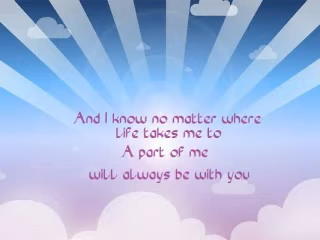 And I know no matter where
life takes me to
A part of me
will always be with you